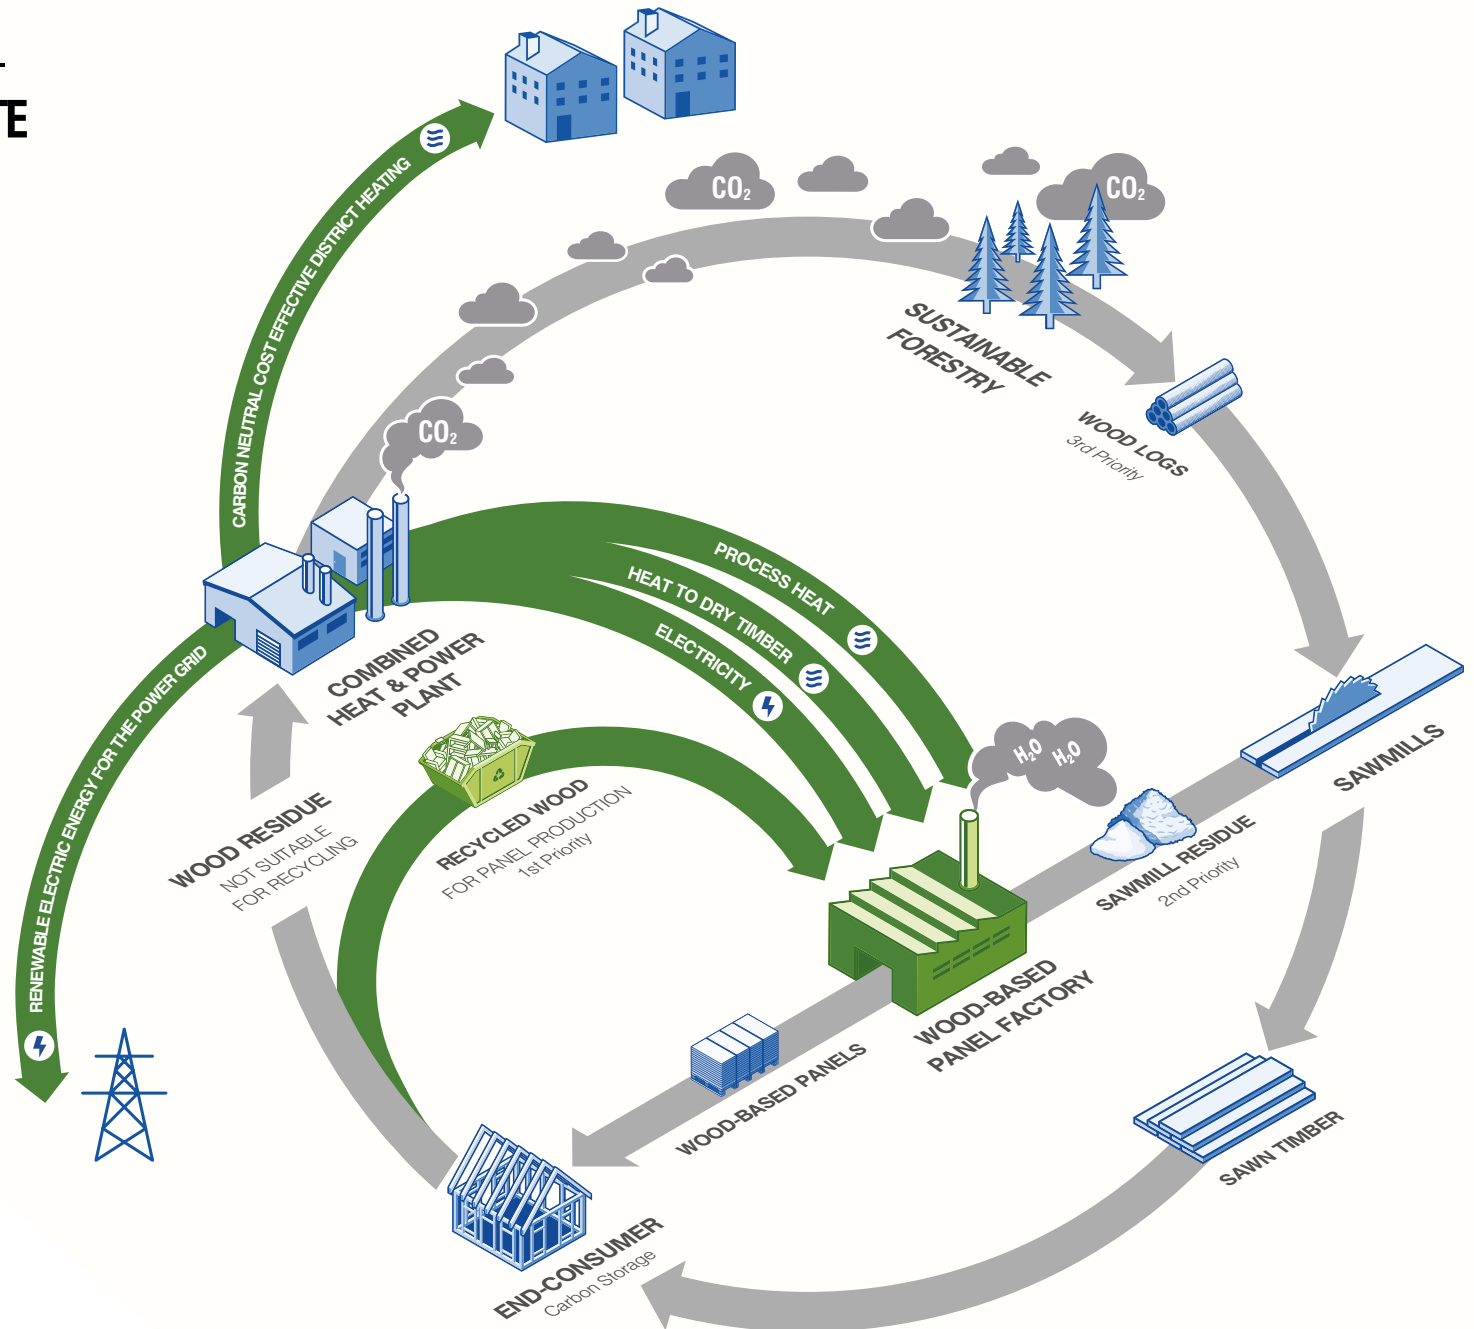 TE
CO₂
CO₂
CO₂
SUSTAINABLE
FORESTRY
WOOD LOGS
3rd Priority
CARBON NEUTRAL COST EFFECTIVE DISTRICT HEATING
PROCESS HEAT
HEAT TO DRY TIMBER
ELECTRICITY
COMBINED
HEAT & POWER
PLANT
RENEWABLE ELECTRIC ENERGY FOR THE POWER GRID
H₂O
H₂O
SAWMILLS
RECYCLED WOOD
FOR PANEL PRODUCTION
1st Priority
WOOD RESIDUE
NOT SUITABLE
FOR RECYCLING
SAWMILL RESIDUE
2nd Priority
WOOD-BASED
PANEL FACTORY
WOOD-BASED PANELS
SAWN TIMBER
END-CONSUMER
Carbon Storage